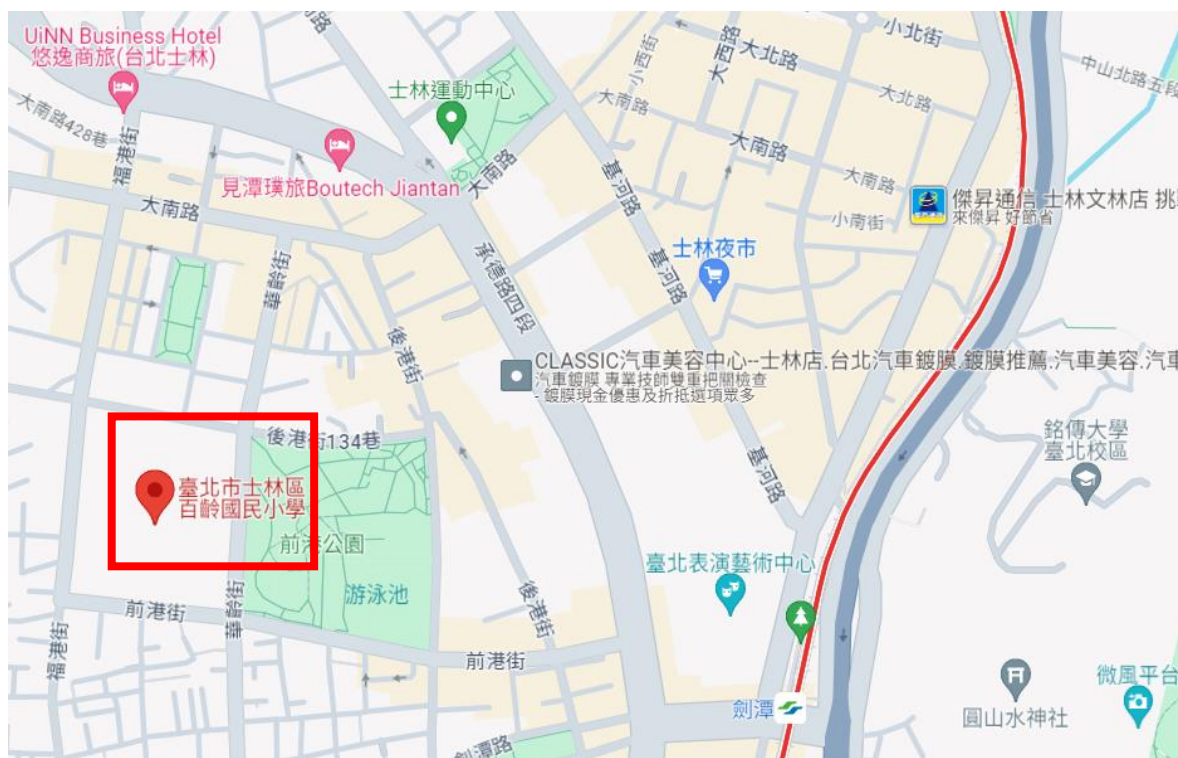 UiNN Business Hotel
悠逸商旅(台北士林)
士林運動中心
小北街
大北路
大西路
小西街
中山北路五段
大南路428巷
福港街
大南路
大北路
大南路
見潭璞旅Boutech Jiantan
大南路
基河路
大南路
傑昇通信 士林文林店 挑
來傑昇 好節省
大南路
小南街
士林夜市
華齡街
承德路四段
基河路
後港街
CLASSIC汽車美容中心--士林店.台北汽車鍍膜.鍍膜推薦.汽車美容.汽車
汽車鍍膜 專業技師雙重把關檢查
- 鍍膜現金優惠及折抵選項眾多
後港街134巷
銘傳大學
臺北校區
臺北市士林區
百齡國民小學
基河路
前港公園
臺北表演藝術中心
游泳池
前港街
華齡街
後港街
福港街
前港街
劍潭
圓山水神社
微風平台
劍潭路